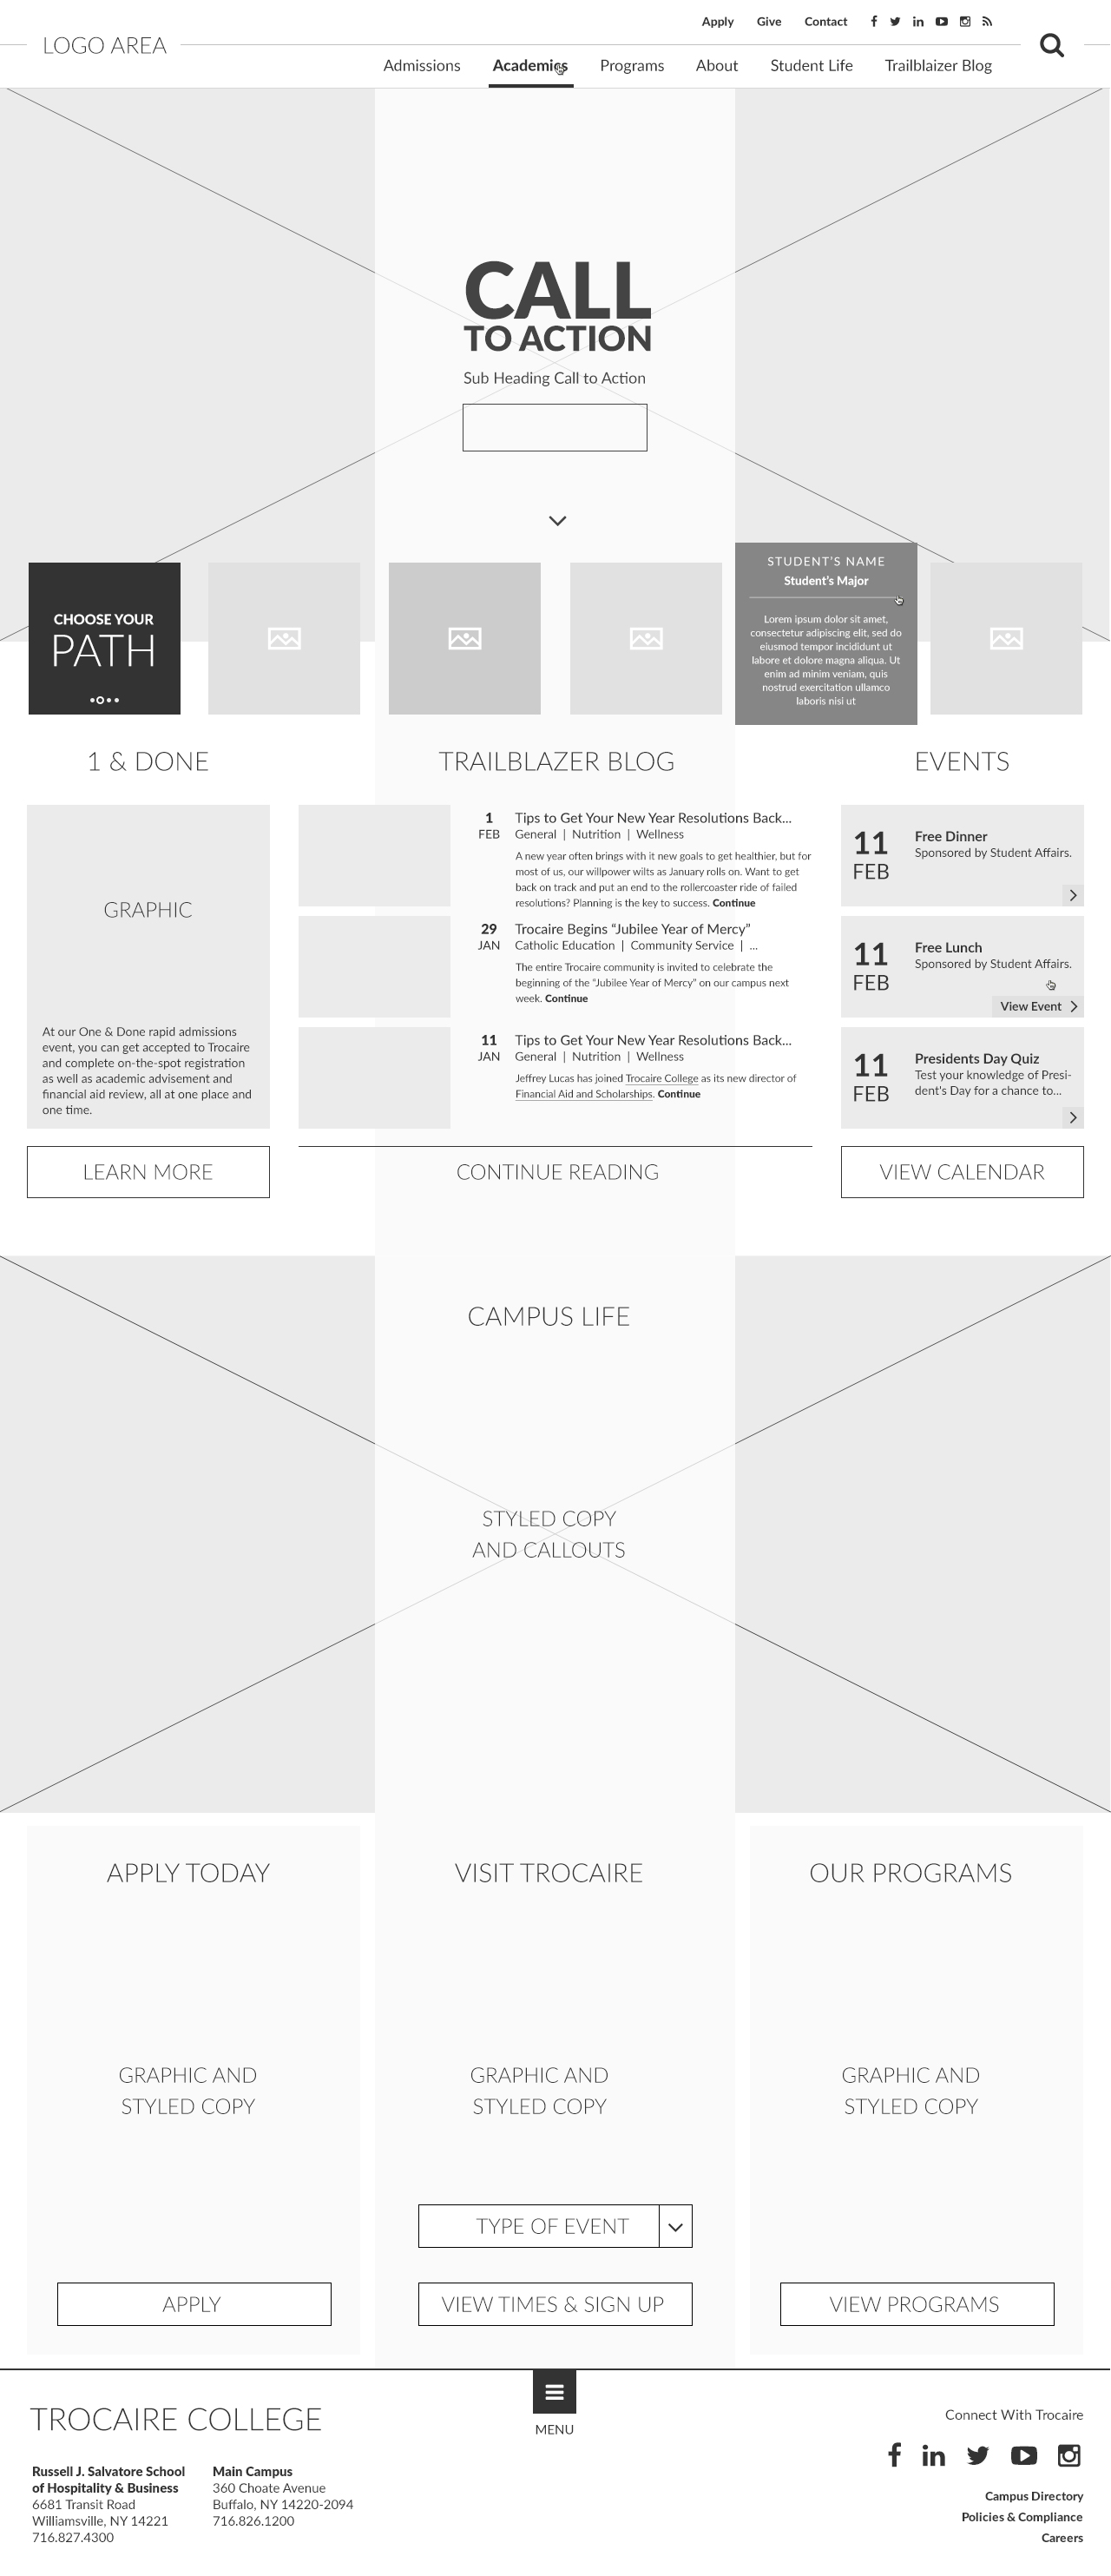 Apply Give Contact
LOGO AREA
Admissions Academics Programs About Student Life Trailblaizer Blog
CALL
TO ACTION
Sub Heading Call to Action
CHOOSE YOUR
PATH
STUDENT'S NAME
Student's Major
Lorem ipsum dolor sit amet,
consectetur adipiscing elit, sed do
eiusmod tempor incididunt ut
labore et dolore magna aliqua. Ut
enim ad minim veniam, quis
nostrud exercitation ullamco
laboris nisi ut
1 & DONE
GRAPHIC
At our One & Done rapid admissions
event, you can get accepted to Trocaire
and complete on-the-spot registration
as well as academic advisement and
financial aid review, all at one place and
one time.
LEARN MORE
TRAILBLAZER BLOG
1
FEB
Tips to Get Your New Year Resolutions Back...
General | Nutrition | Wellness
A new year often brings with it new goals to get healthier, but for
most of us, our willpower wilts as January rolls on. Want to get
back on track and put an end to the rollercoaster ride of failed
resolutions? Planning is the key to success. Continue
29
JAN
Trocaire Begins “Jubilee Year of Mercy”
Catholic Education | Community Service | ...
The entire Trocaire community is invited to celebrate the
beginning of the “Jubilee Year of Mercy” on our campus next
week. Continue
11
JAN
Tips to Get Your New Year Resolutions Back...
General | Nutrition | Wellness
Jeffrey Lucas has joined Trocaire College as its new director of
Financial Aid and Scholarships. Continue
CONTINUE READING
EVENTS
11
FEB
Free Dinner
Sponsored by Student Affairs.
11
FEB
Free Lunch
Sponsored by Student Affairs.
View Event
11
FEB
Presidents Day Quiz
Test your knowledge of Presi-
dent's Day for a chance to...
VIEW CALENDAR
CAMPUS LIFE
STYLED COPY
AND CALLOUTS
APPLY TODAY
GRAPHIC AND
STYLED COPY
APPLY
VISIT TROCAIRE
GRAPHIC AND
STYLED COPY
TYPE OF EVENT
VIEW TIMES & SIGN UP
OUR PROGRAMS
GRAPHIC AND
STYLED COPY
VIEW PROGRAMS
MENU
TROCAIRE COLLEGE
Russell J. Salvatore School
of Hospitality & Business
6681 Transit Road
Williamsville, NY 14221
716.827.4300
Main Campus
360 Choate Avenue
Buffalo, NY 14220-2094
716.826.1200
Connect With Trocaire
Campus Directory
Policies & Compliance
Careers